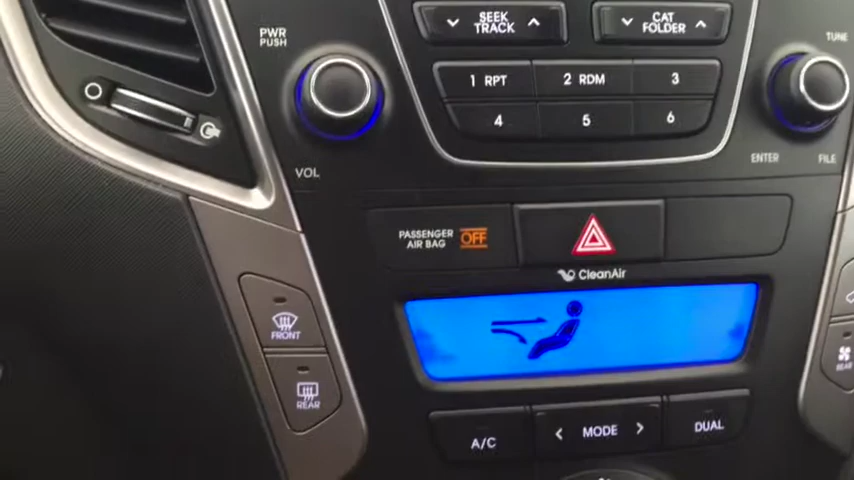 PWR
PUSH
VOL
SEEK
TRACK
CAT
FOLDER
TUNE
1 RPT
2 RDM
3
4
5
6
ENTER
FILE
PASSENGER
AIR BAG
OFF
CleanAir
FRONT
REAR
A/C
MODE
DUAL
REAR